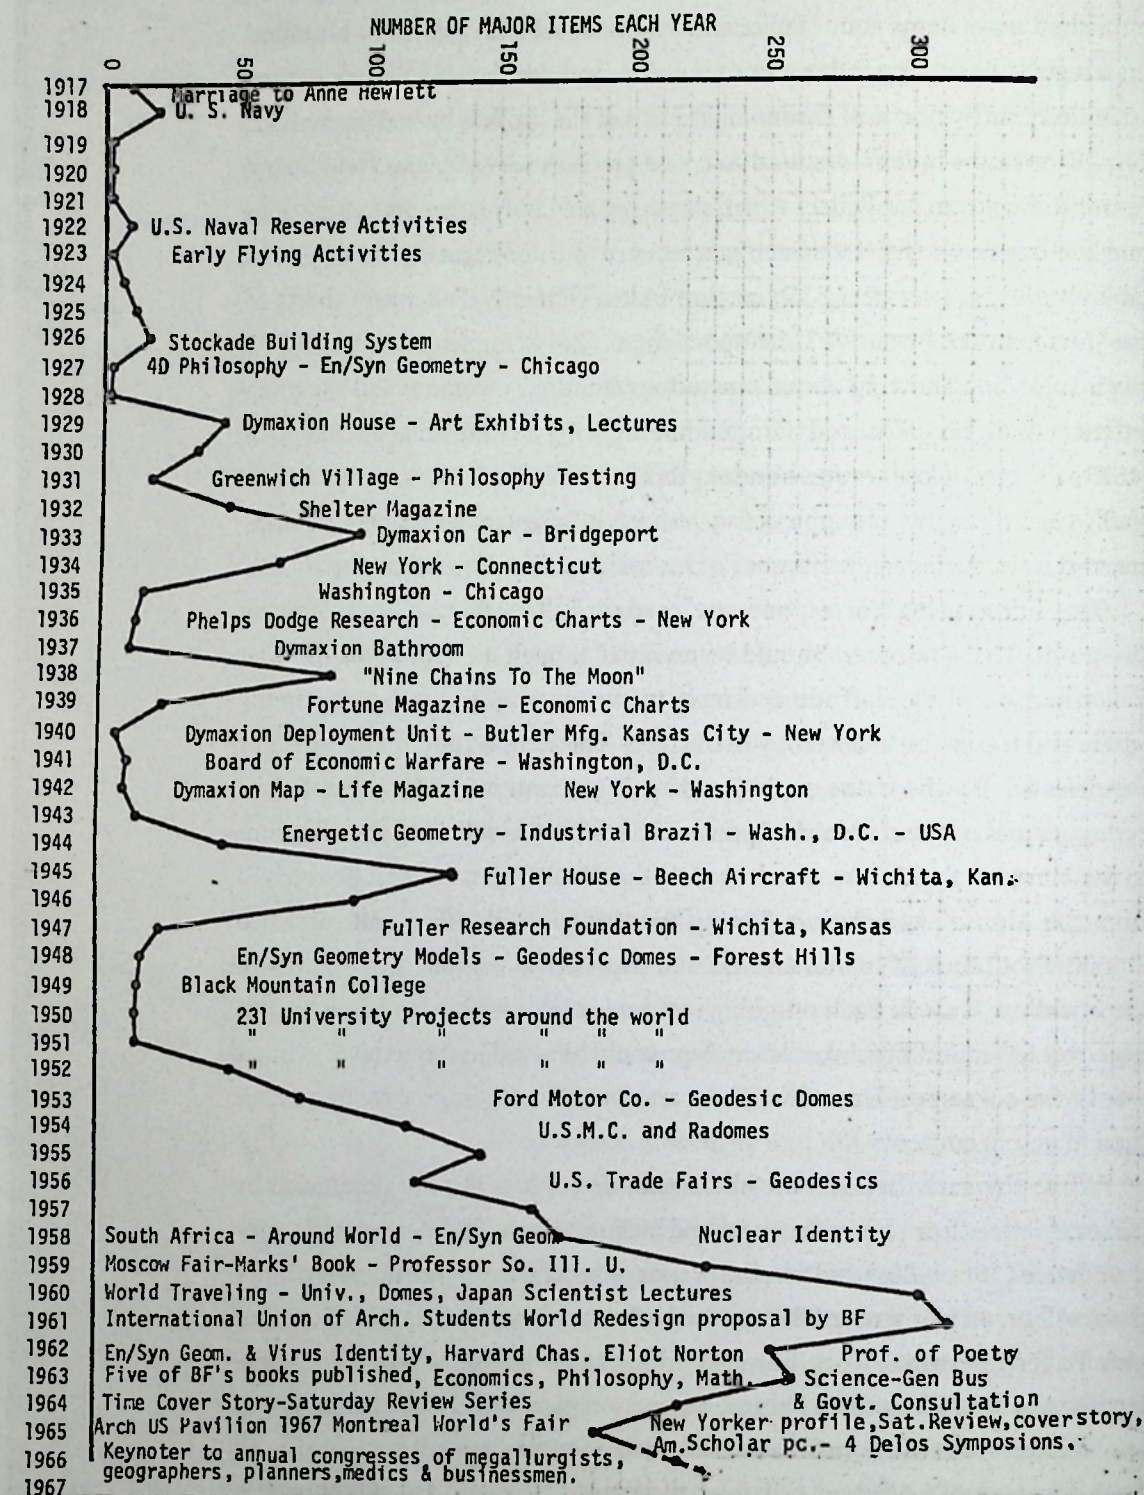 NUMBER OF MAJOR ITEMS EACH YEAR
0 50 100 150 200 250 300
1917 Marriage to Anne Hewlett
1918 U. S. Navy
1919
1920
1921
1922 U.S. Naval Reserve Activities
1923 Early Flying Activities
1924
1925
1926 Stockade Building System
1927 4D Philosophy - En/Syn Geometry - Chicago
1928
1929 Dymaxion House - Art Exhibits, Lectures
1930
1931 Greenwich Village - Philosophy Testing
1932 Shelter Magazine
1933 Dymaxion Car - Bridgeport
1934 New York - Connecticut
1935 Washington - Chicago
1936 Phelps Dodge Research - Economic Charts - New York
1937 Dymaxion Bathroom
1938 "Nine Chains To The Moon"
1939 Fortune Magazine - Economic Charts
1940 Dymaxion Deployment Unit - Butler Mfg. Kansas City - New York
1941 Board of Economic Warfare - Washington, D.C.
1942 Dymaxion Map - Life Magazine New York - Washington
1943
1944 Energetic Geometry - Industrial Brazil - Wash., D.C. - USA
1945 Fuller House - Beech Aircraft - Wichita, Kan.
1946
1947 Fuller Research Foundation - Wichita, Kansas
1948 En/Syn Geometry Models - Geodesic Domes - Forest Hills
1949 Black Mountain College
1950 231 University Projects around the world
1951 " " " " " "
1952 " " " " " "
1953 Ford Motor Co. - Geodesic Domes
1954 U.S.M.C. and Radomes
1955
1956 U.S. Trade Fairs - Geodesics
1957
1958 South Africa - Around World - En/Syn Geom Nuclear Identity
1959 Moscow Fair-Marks' Book - Professor So. Ill. U.
1960 World Traveling - Univ., Domes, Japan Scientist Lectures
1961 International Union of Arch. Students World Redesign proposal by BF
1962 En/Syn Geom. & Virus Identity, Harvard Chas. Eliot Norton Prof. of Poetry
1963 Five of BF's books published, Economics, Philosophy, Math. Science-Gen Bus
1964 Time Cover Story-Saturday Review Series & Govt. Consultation
1965 Arch US Pavilion 1967 Montreal World's Fair New Yorker profile,Sat.Review,coverstory,
Am.Scholar pc.- 4 Delos Symposions.
1966 Keynoter to annual congresses of megallurgists,
geographers, planners,medics & businessmen.
1967